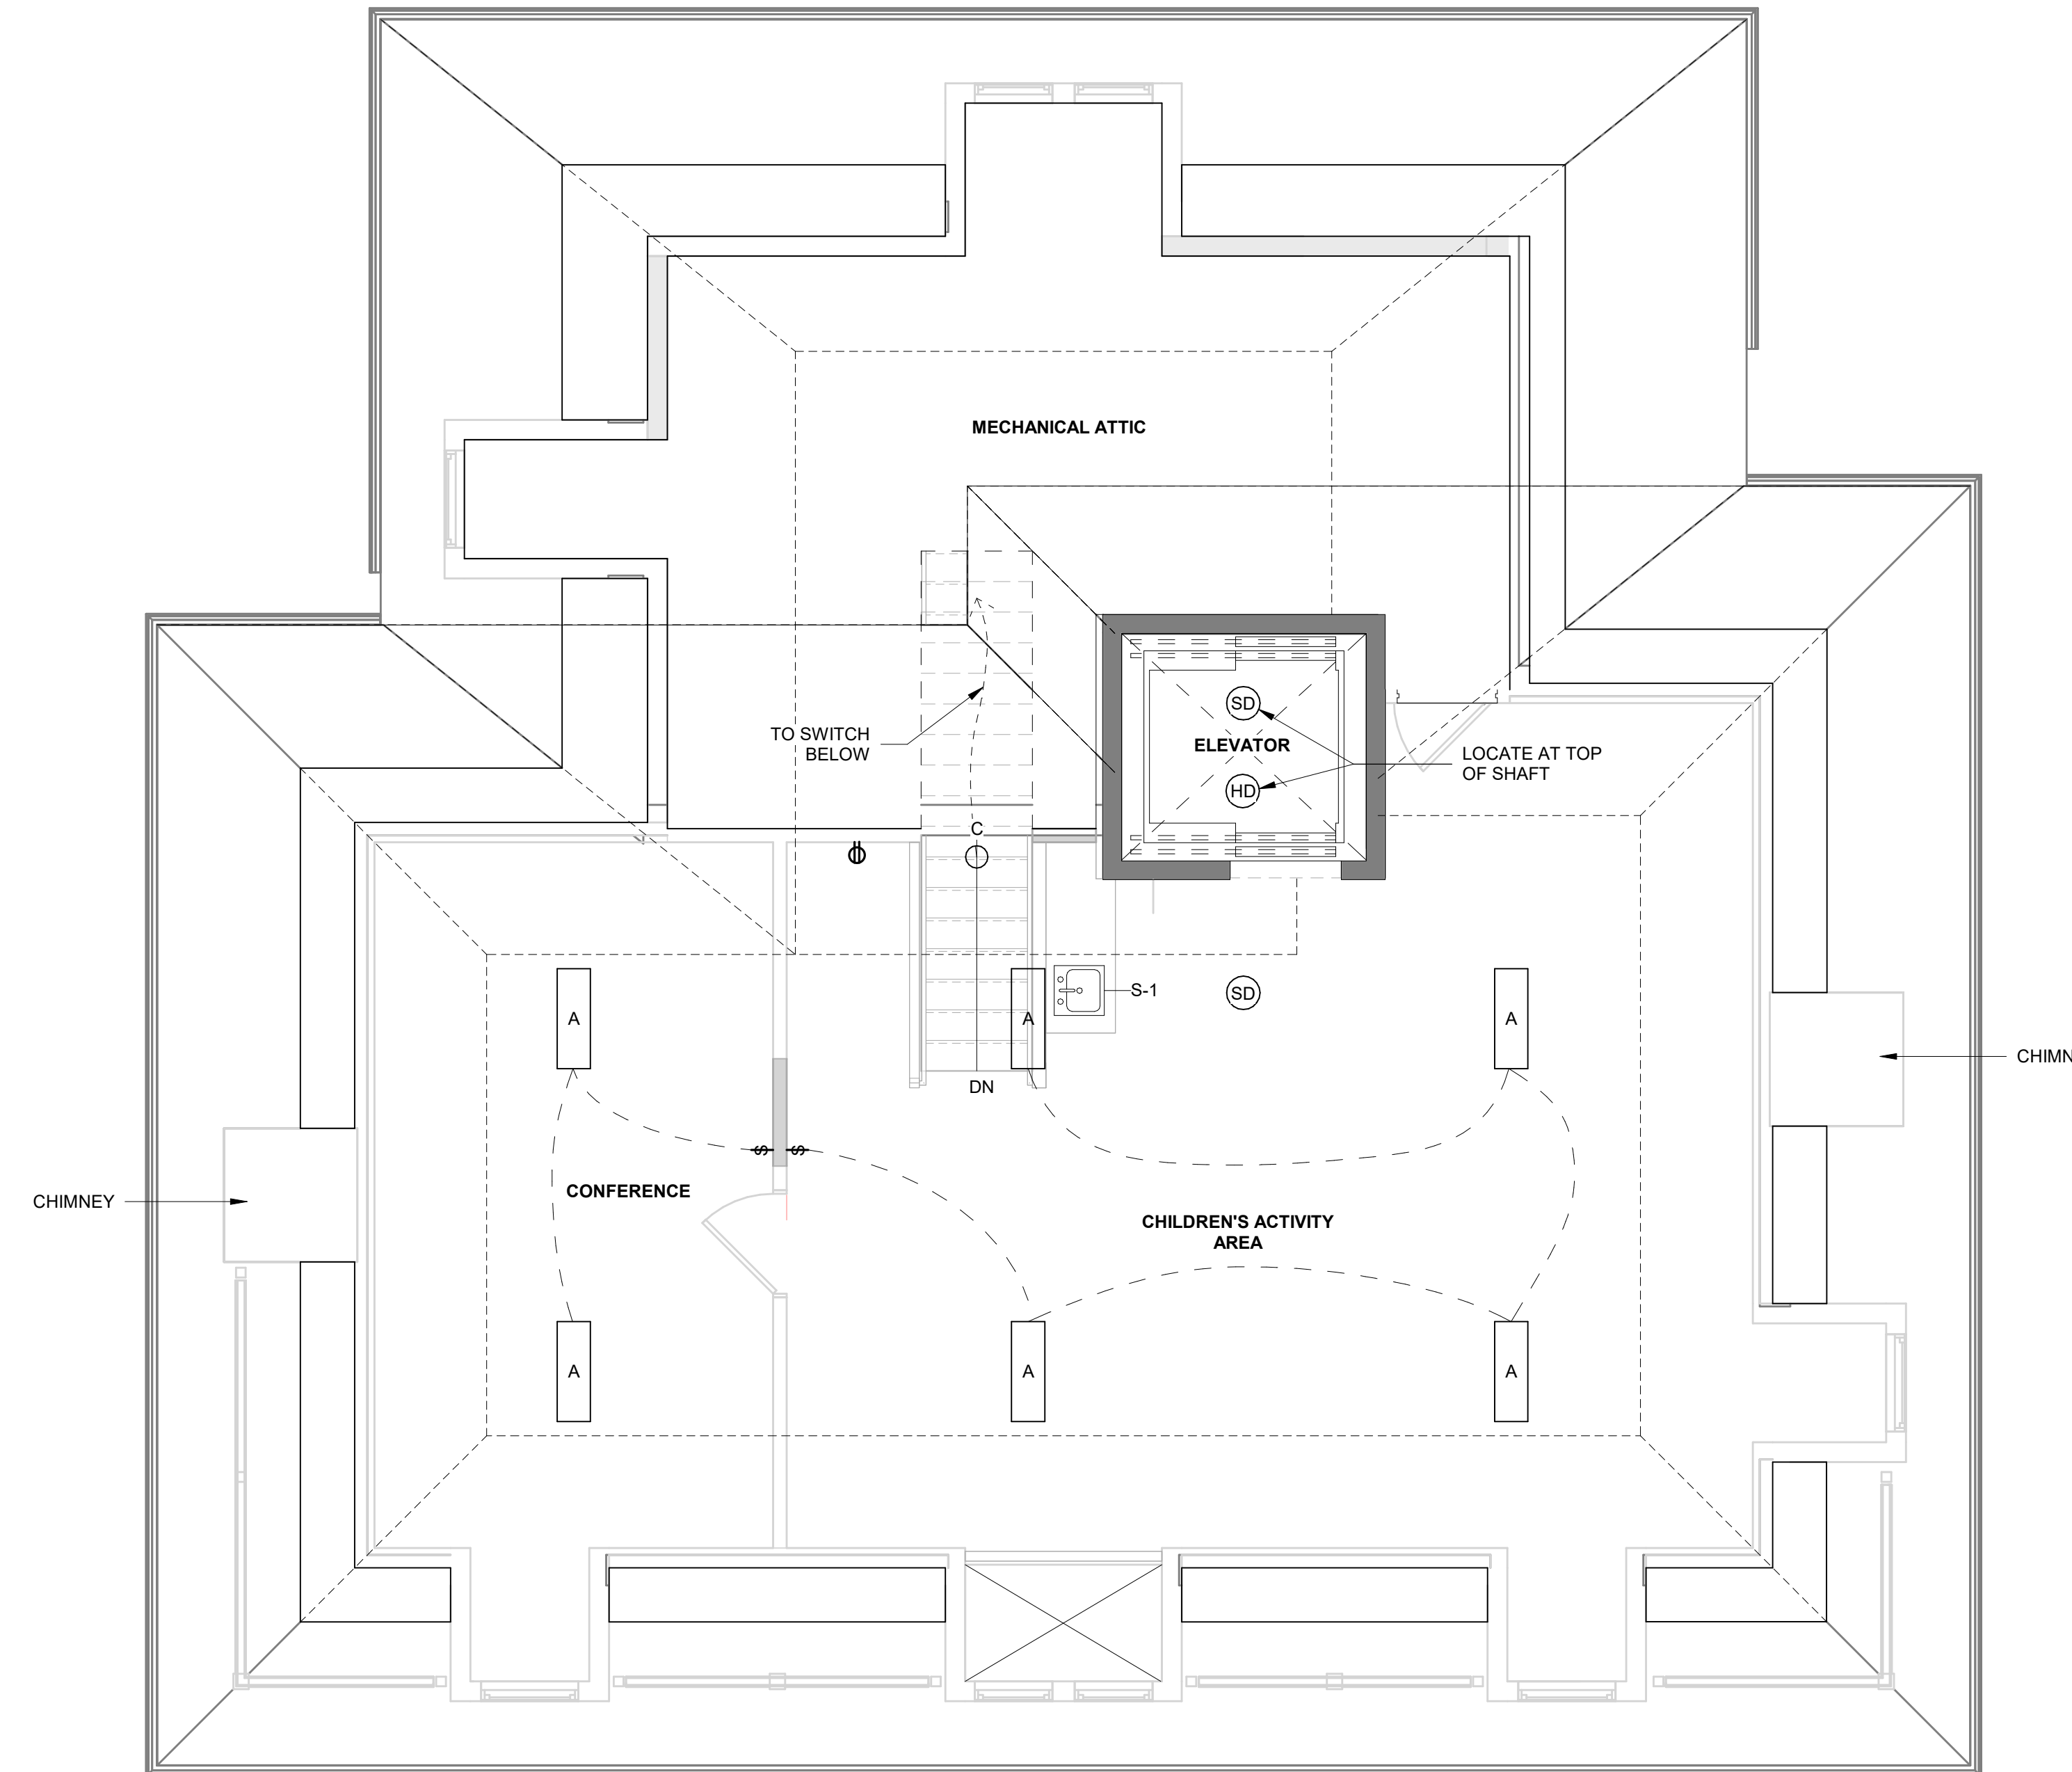 MECHANICAL ATTIC
SD
TO SWITCH
BELOW
ELEVATOR
LOCATE AT TOP
OF SHAFT
HD
C
S-1
SD
A
A
A
CHIMN
DN
$
$
CONFERENCE
CHIMNEY
CHILDREN'S ACTIVITY
AREA
A
A
A